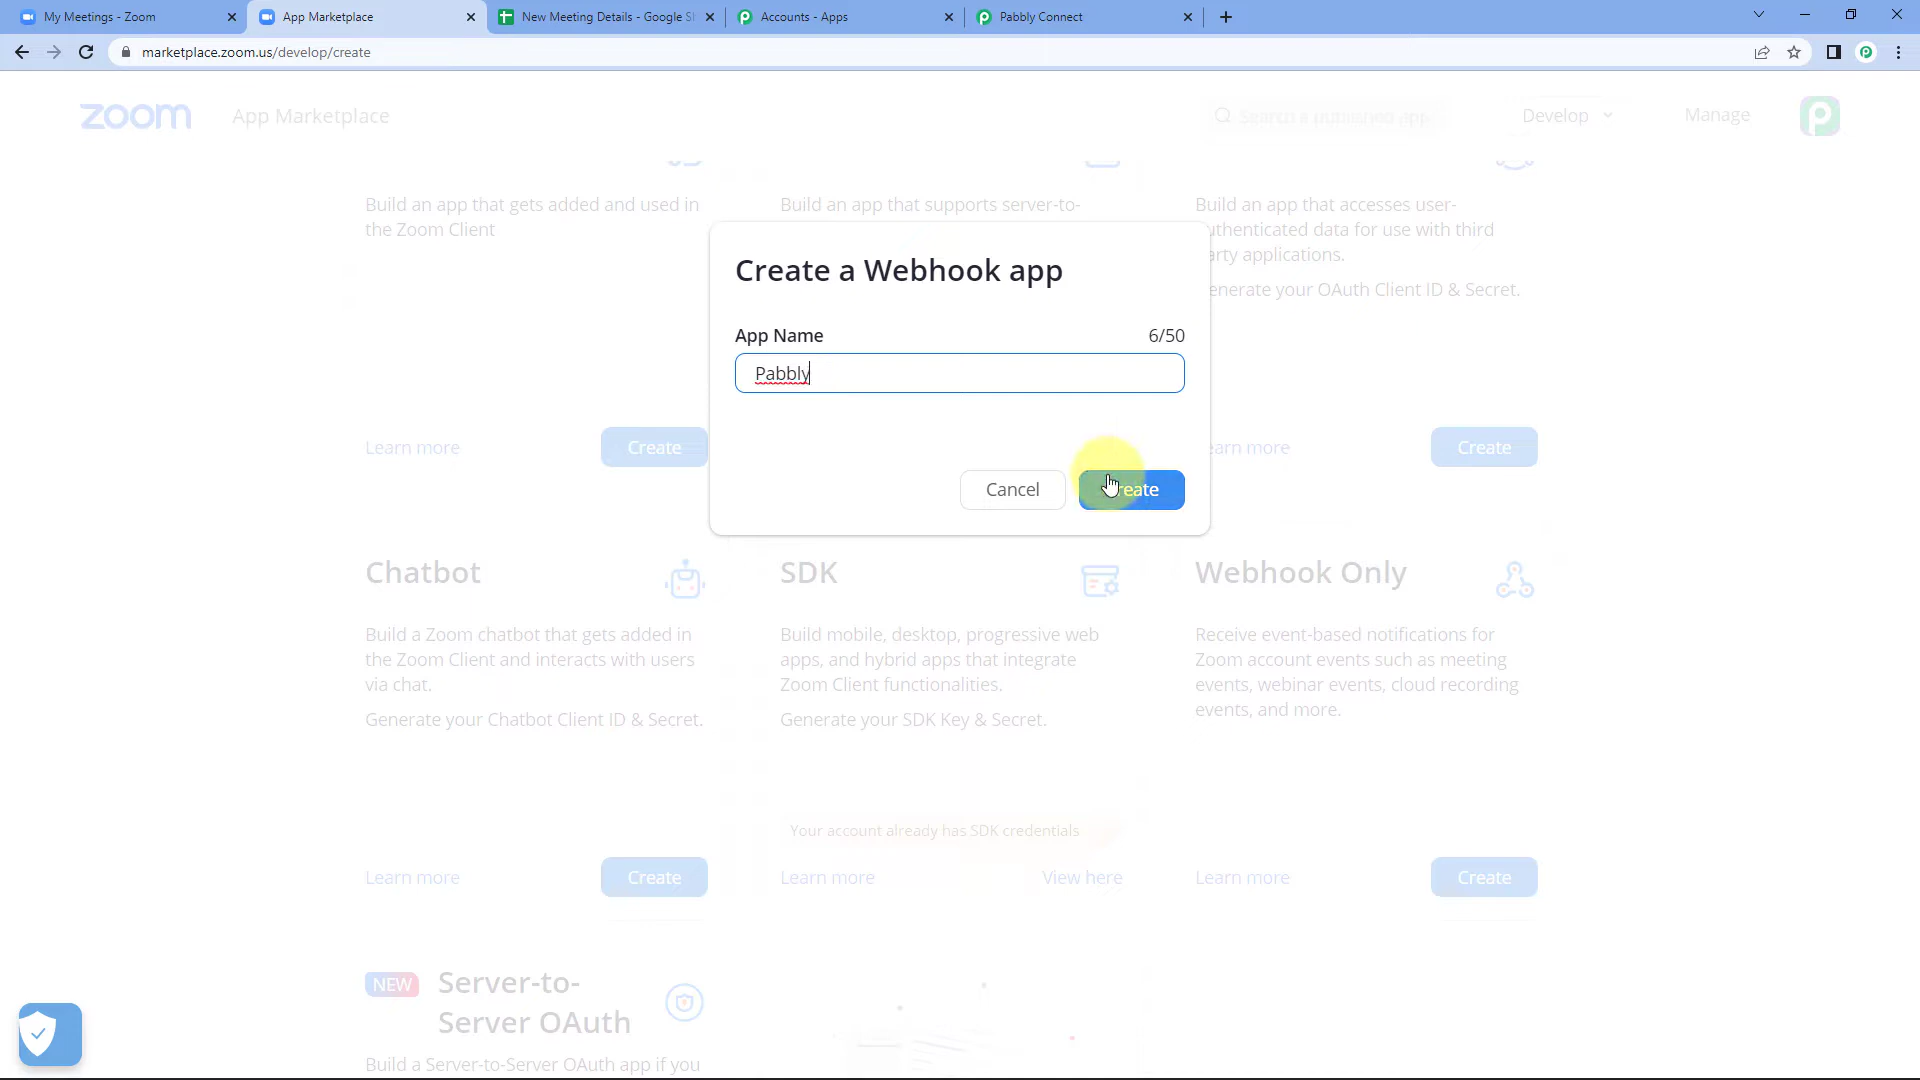 My Meetings - Zoom
App Marketplace
New Meeting Details - Google Sl
Accounts - Apps
Pabbly Connect
marketplace.zoom.us/develop/create
zoom
App Marketplace
Search a published app
Develop
Manage
Build an app that gets added and used in
the Zoom Client
Build an app that supports server-to-
Build an app that accesses user-
authenticated data for use with third
party applications.
Generate your OAuth Client ID & Secret.
Create a Webhook app
App Name
6/50
Pabbly
Cancel
Create
Learn more
Create
Learn more
Create
Chatbot
Build a Zoom chatbot that gets added in
the Zoom Client and interacts with users
via chat.
Generate your Chatbot Client ID & Secret.
Learn more
Create
SDK
Build mobile, desktop, progressive web
apps, and hybrid apps that integrate
Zoom Client functionalities.
Generate your SDK Key & Secret.
Your account already has SDK credentials
Learn more
View here
Webhook Only
Receive event-based notifications for
Zoom account events such as meeting
events, webinar events, cloud recording
events, and more.
Learn more
Create
NEW
Server-to-
Server OAuth
Build a Server-to-Server OAuth app if you